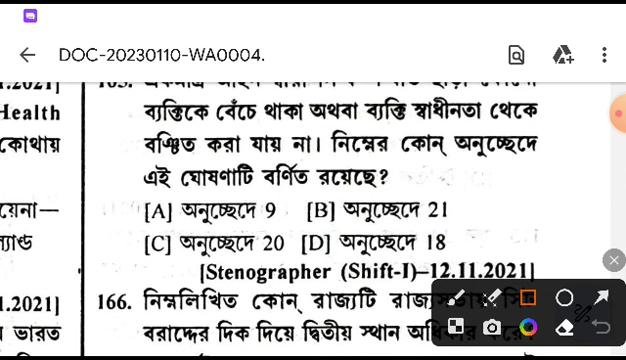 DOC-20230110-WA0004.
.2021]
Health
ব্যক্তিকে বেঁচে থাকা অথবা ব্যক্তি স্বাধীনতা থেকে
কোথায়
বঞ্চিত করা যায় না। নিম্নের কোন্ অনুচ্ছেদে
এই ঘোষণাটি বর্ণিত রয়েছে?
য়েনা—
[A] অনুচ্ছেদে 9 [B] অনুচ্ছেদে 21
ল্যান্ড
[C] অনুচ্ছেদে 20 [D] অনুচ্ছেদে 18
[Stenographer (Shift-I)–12.11.2021]
.2021]
166. নিম্নলিখিত কোন্ রাজ্যটি
ভারত
বরাদ্দের দিক দিয়ে দ্বিতীয় স্থান